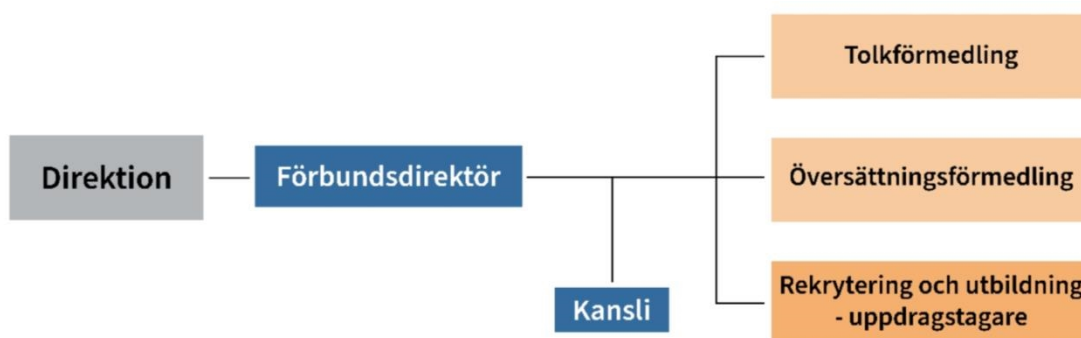 Direktion
Förbundsdirektör
Kansli
Tolkförmedling
Översättningsförmedling
Rekrytering och utbildning
- uppdragstagare